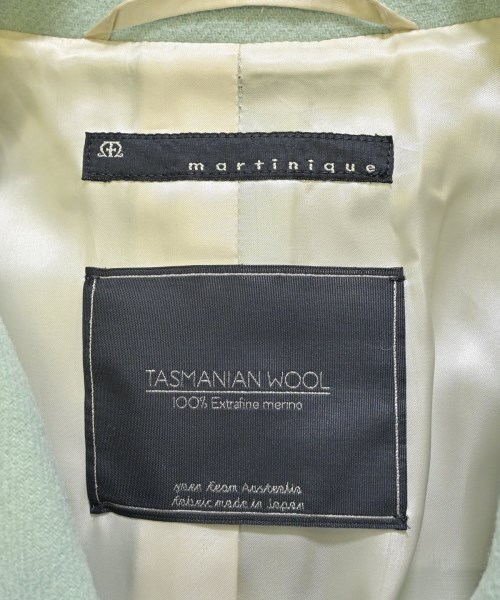 martinique
TASMANIAN WOOL
100% Extrafine merino
yarn from Australia
fabric made in Japan